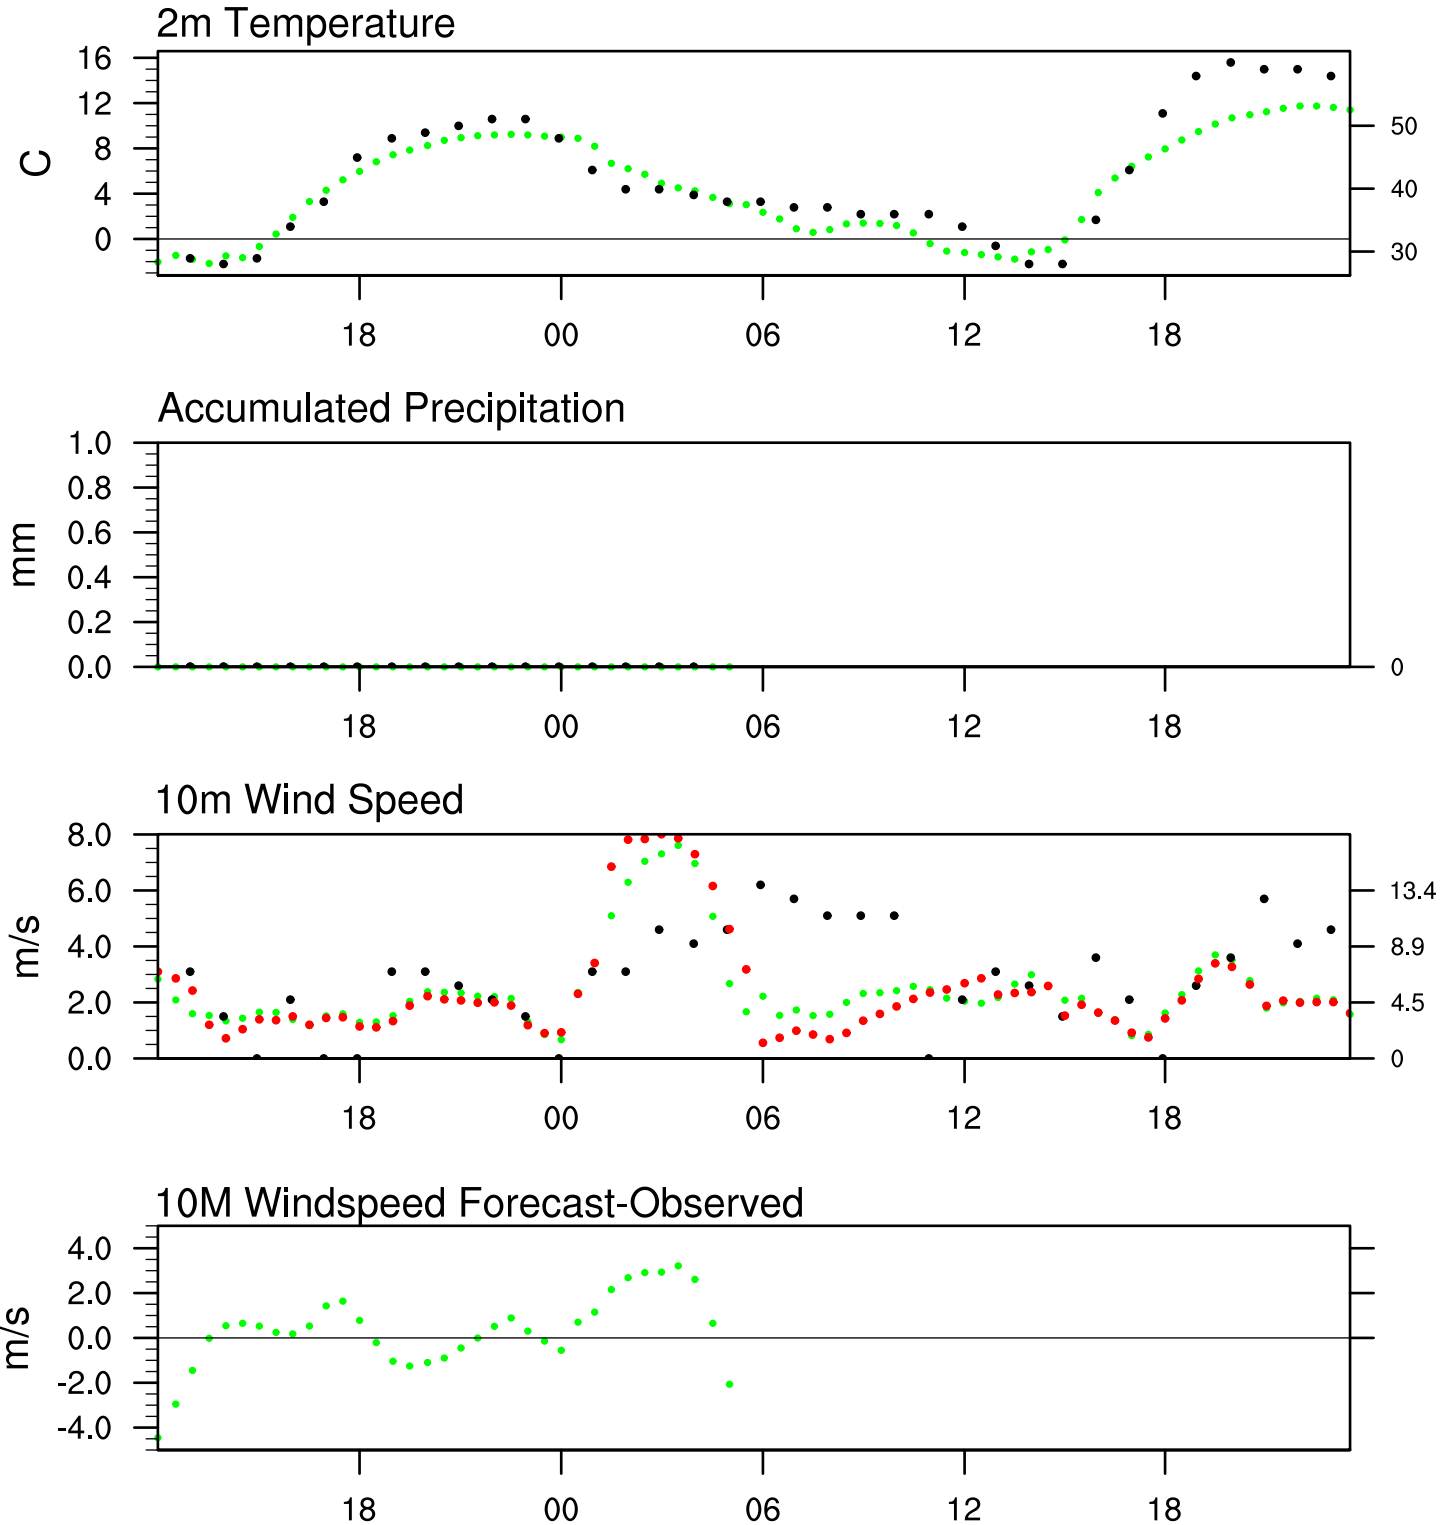 2m Temperature
16
12
8
4
0
C
50
40
30
18 00 06 12 18
Accumulated Precipitation
1.0
0.8
0.6
0.4
0.2
0.0
mm
0
18 00 06 12 18
10m Wind Speed
8.0
6.0
4.0
2.0
0.0
m/s
13.4
8.9
4.5
0
18 00 06 12 18
10M Windspeed Forecast-Observed
4.0
2.0
0.0
-2.0
-4.0
m/s
18 00 06 12 18